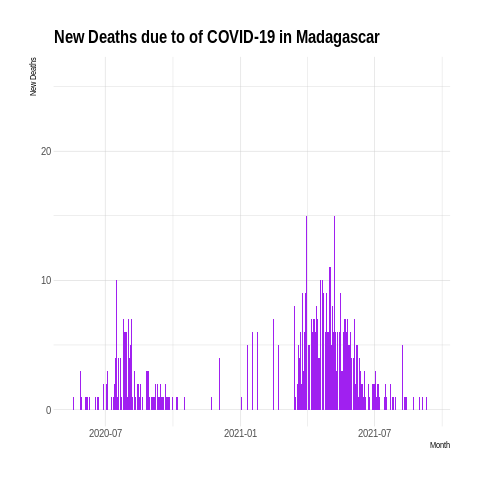 New Deaths due to of COVID-19 in Madagascar
New Deaths
20
10
0
2020-07
2021-01
2021-07
Month